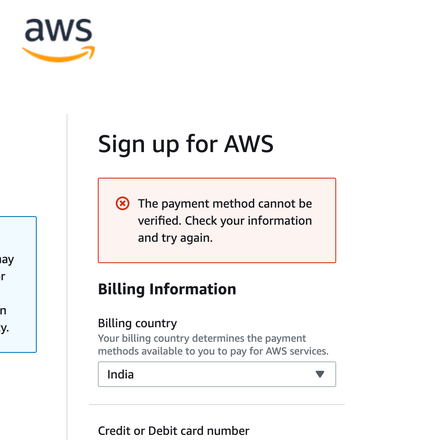 aws
Sign up for AWS
The payment method cannot be
verified. Check your information
and try again.
Billing Information
Billing country
Your billing country determines the payment
methods available to you to pay for AWS services.
India
Credit or Debit card number